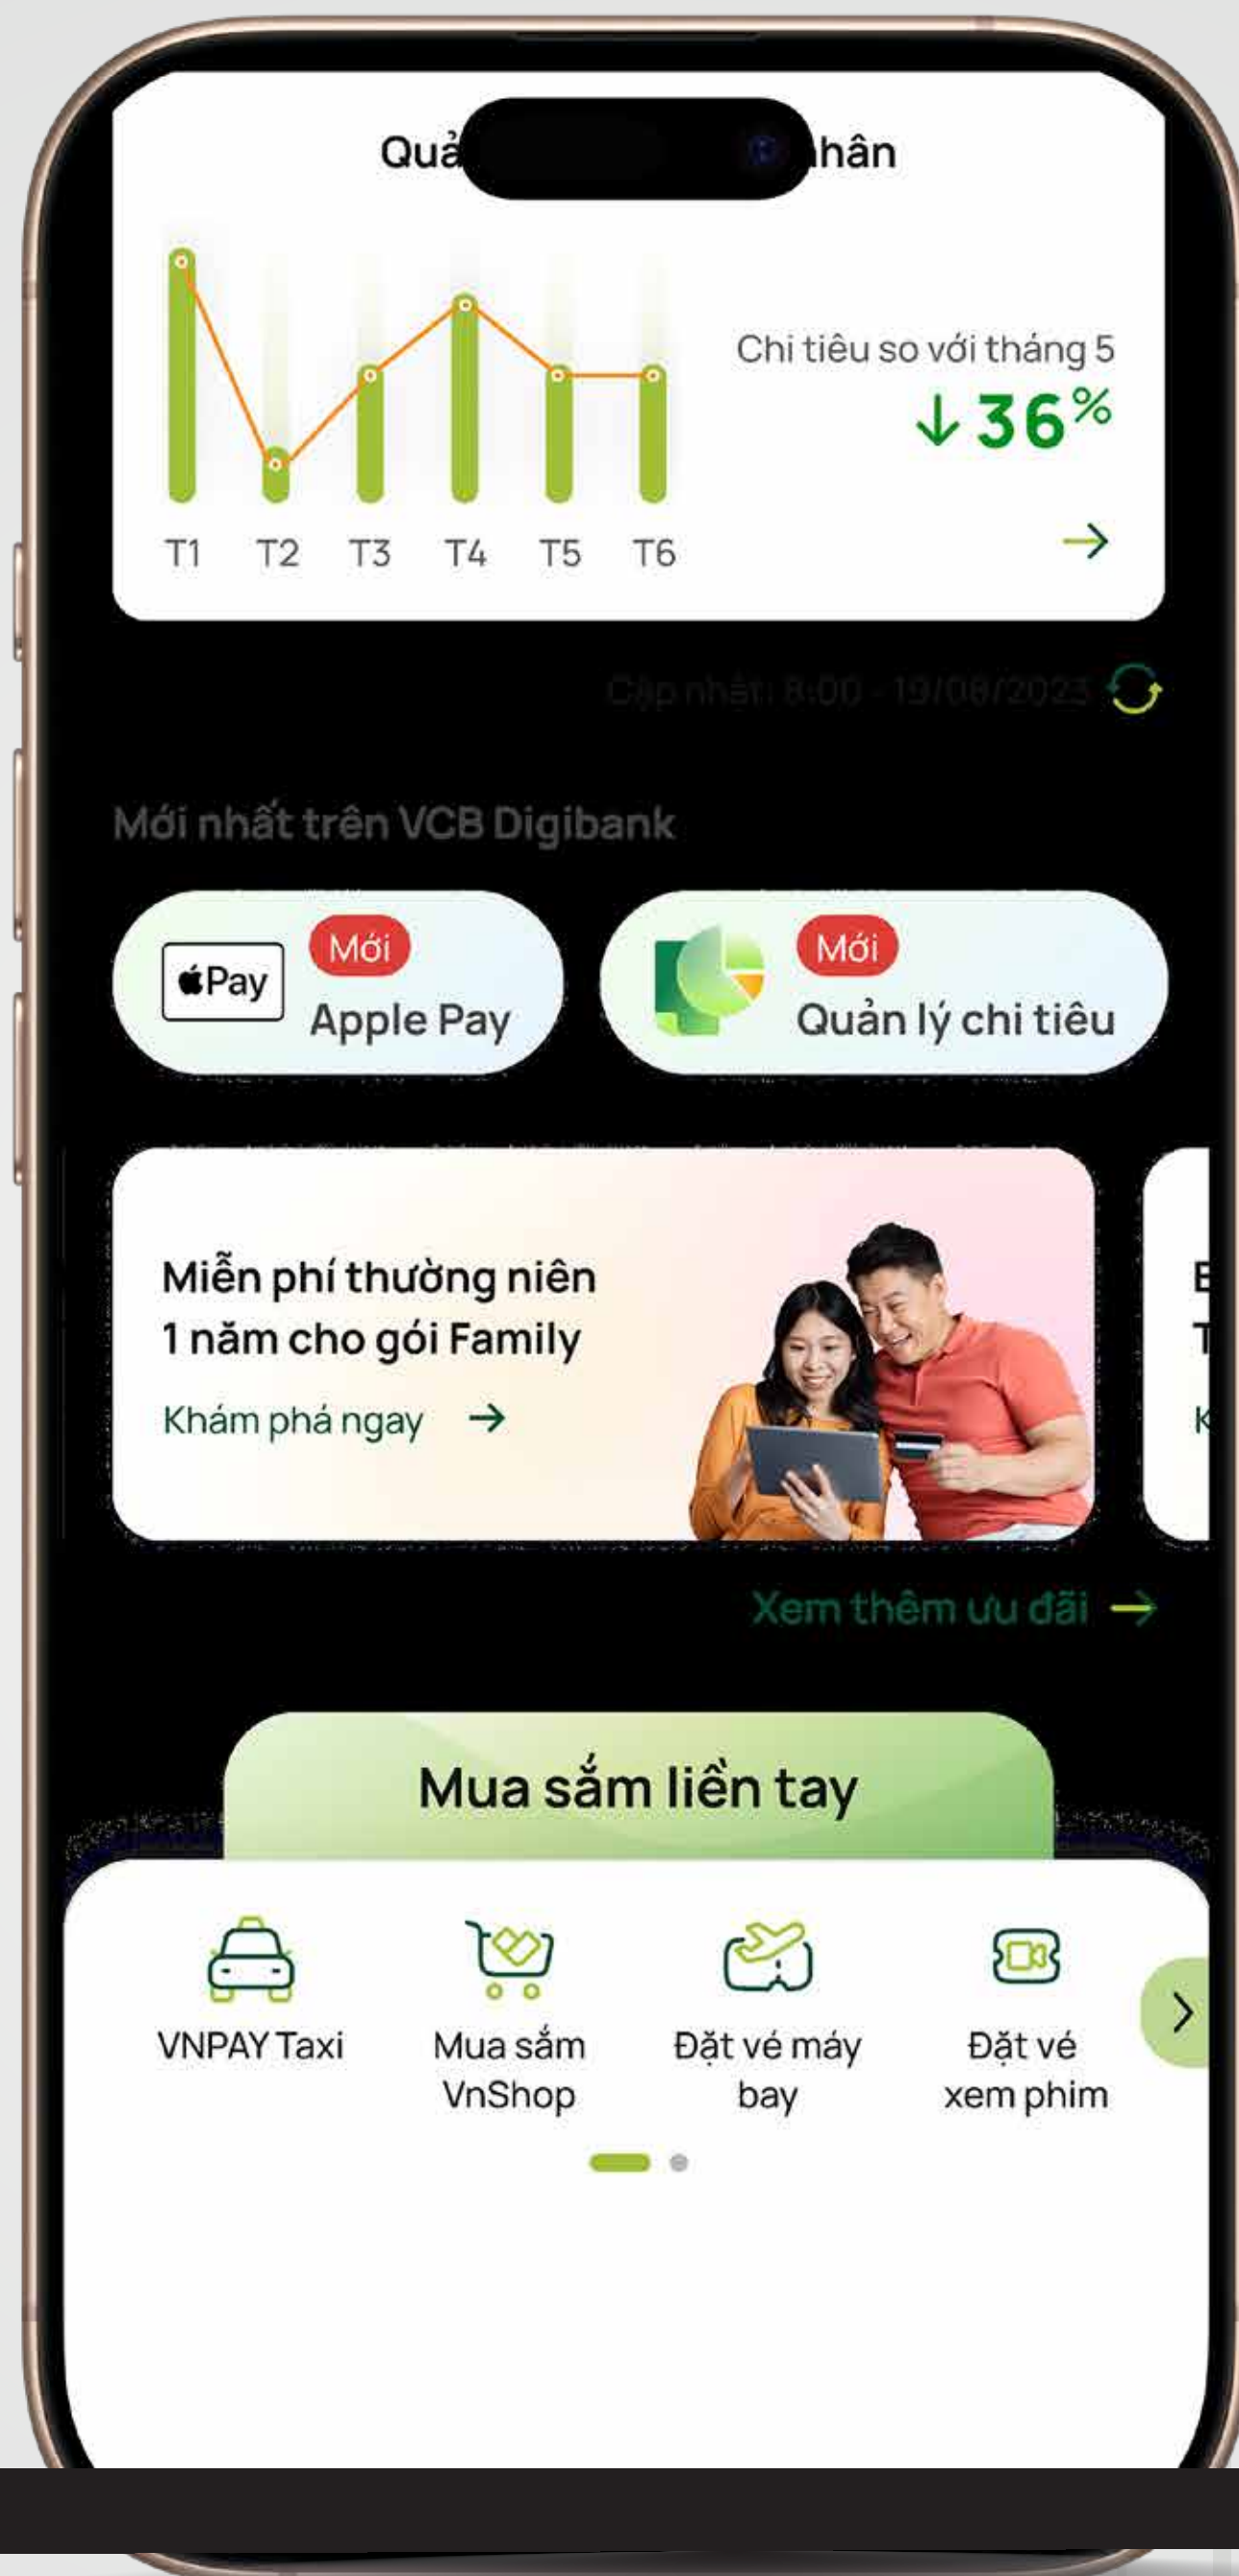 Quả hân
Chi tiêu so với tháng 5
↓36%
T1 T2 T3 T4 T5 T6
Cập nhật: 8:00 - 19/08/2023
Mới nhất trên VCB Digibank
Mới
Pay
Apple Pay
Mới
Quản lý chi tiêu
Miễn phí thường niên
1 năm cho gói Family
Khám phá ngay →
Xem thêm ưu đãi →
Mua sắm liền tay
VNPAY Taxi
Mua sắm
VnShop
Đặt vé máy
bay
Đặt vé
xem phim